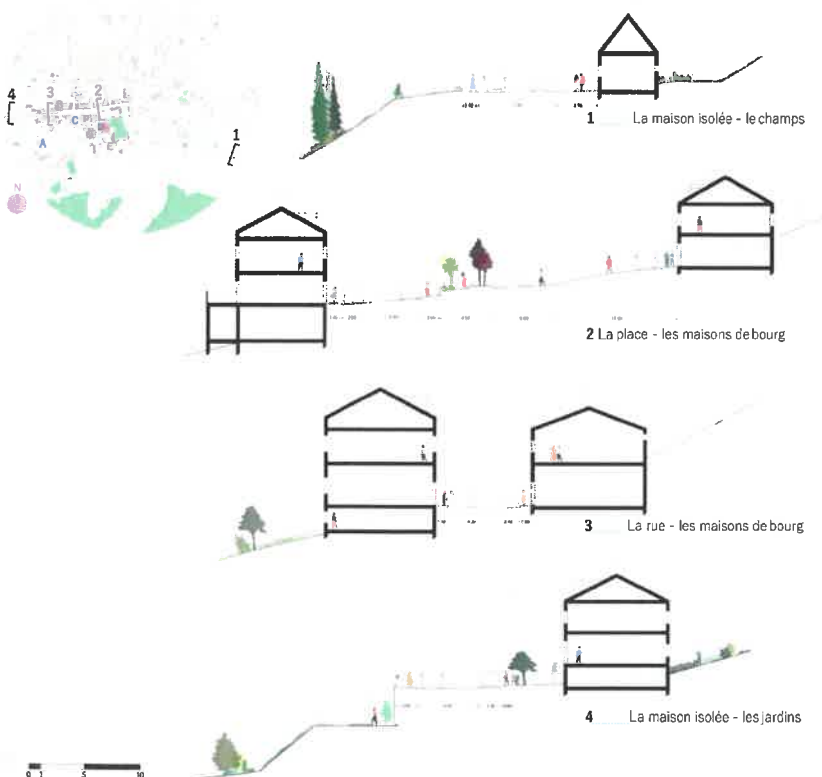 4
3
2
C
A
E
1
N
1 La maison isolée - le champs
2 La place - les maisons de bourg
3 La rue - les maisons de bourg
4 La maison isolée - les jardins
0 1 5 10